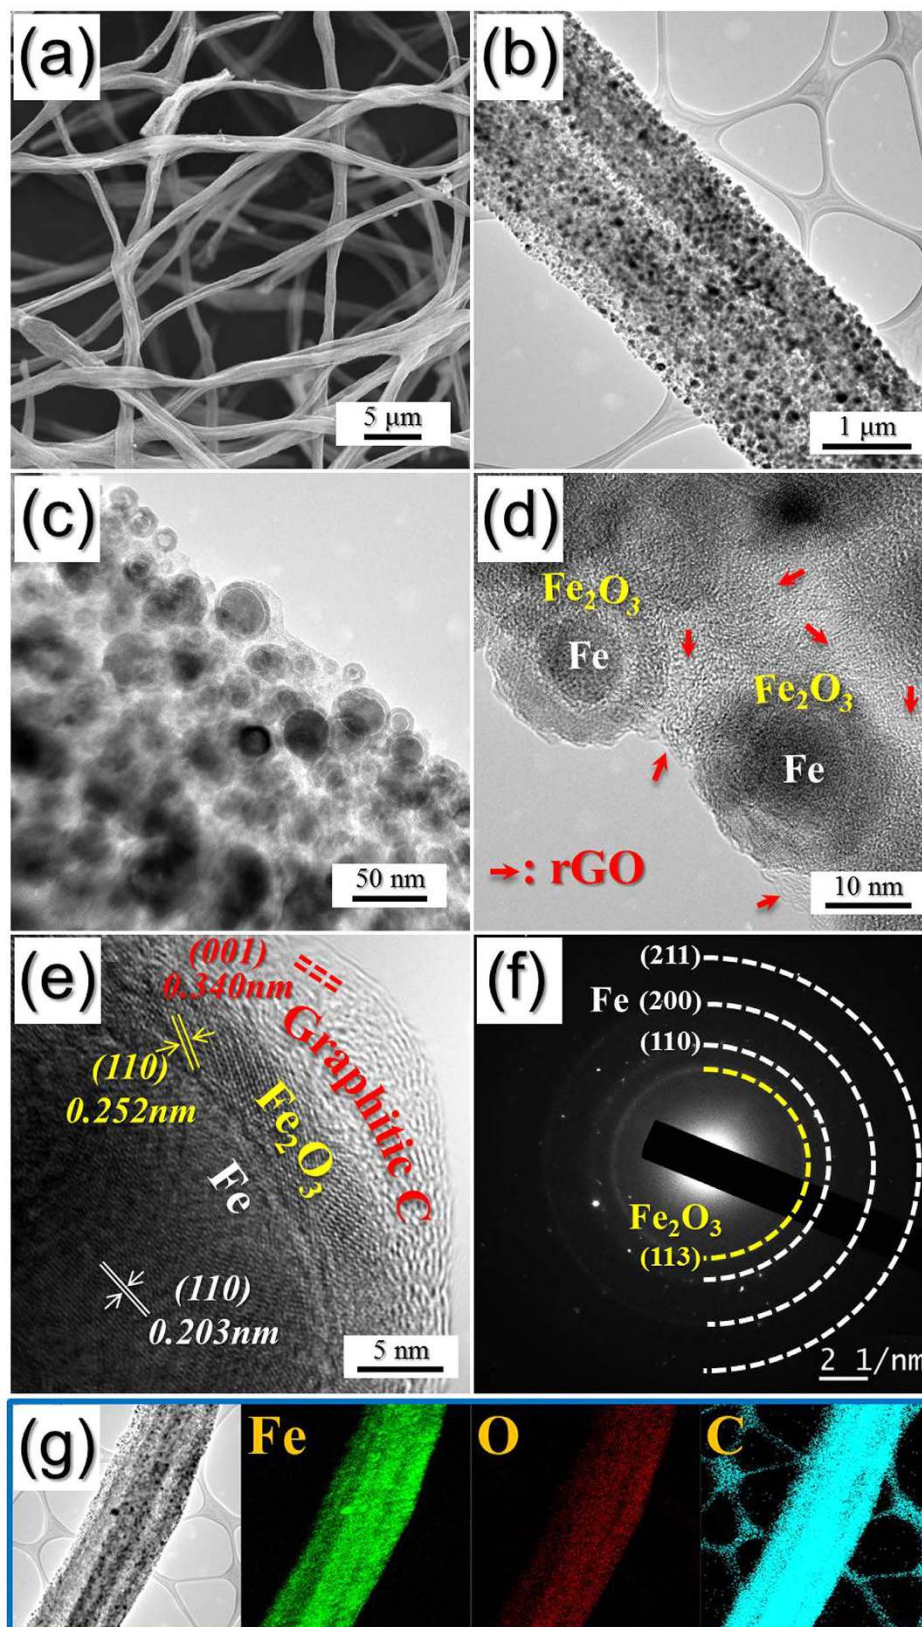 (a)
5 μm
(b)
1 μm
(c)
50 nm
(d)
Fe2O3
Fe
Fe2O3
Fe
: rGO
10 nm
(e)
(001)
0.340nm
Graphitic C
(110)
0.252nm
Fe2O3
Fe
(110)
0.203nm
5 nm
(f)
(211)
Fe (200)
(110)
Fe2O3
(113)
2 1/nm
(g)
Fe
O
C